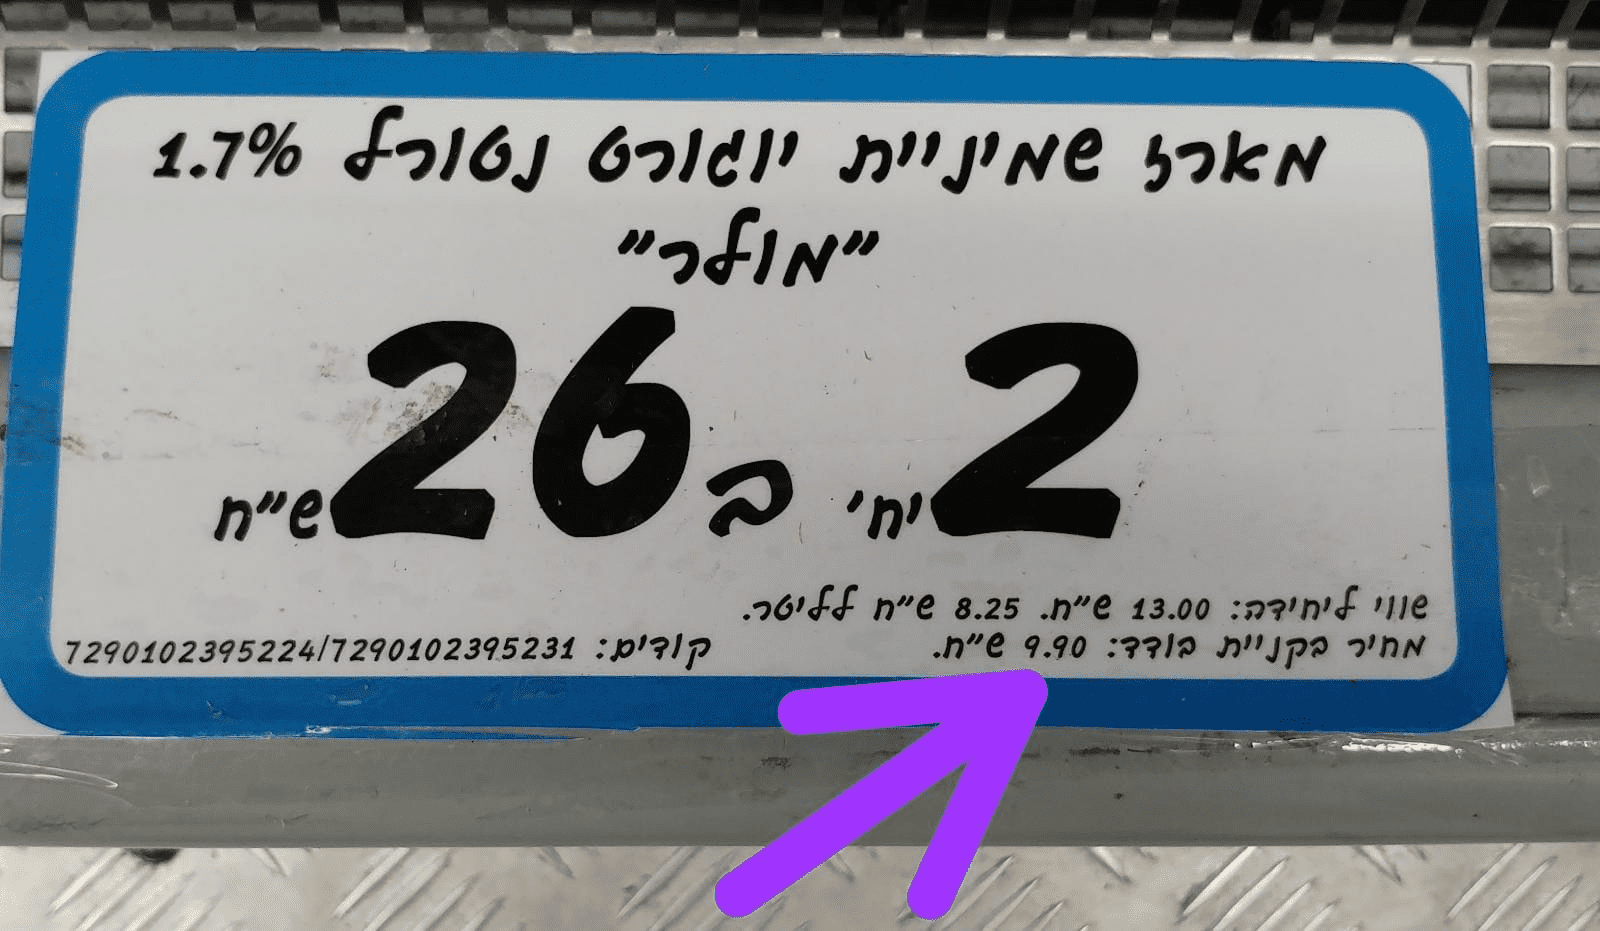 מארז שמיניית יוגורט נטורל 1.7%
"מולר"
2 יח' ב 26 ש"ח
שווי ליחידה: 13.00 ש"ח. 8.25 ש"ח לליטר.
מחיר בקניית בודד: 9.90 ש"ח.
קודים: 7290102395224/7290102395231